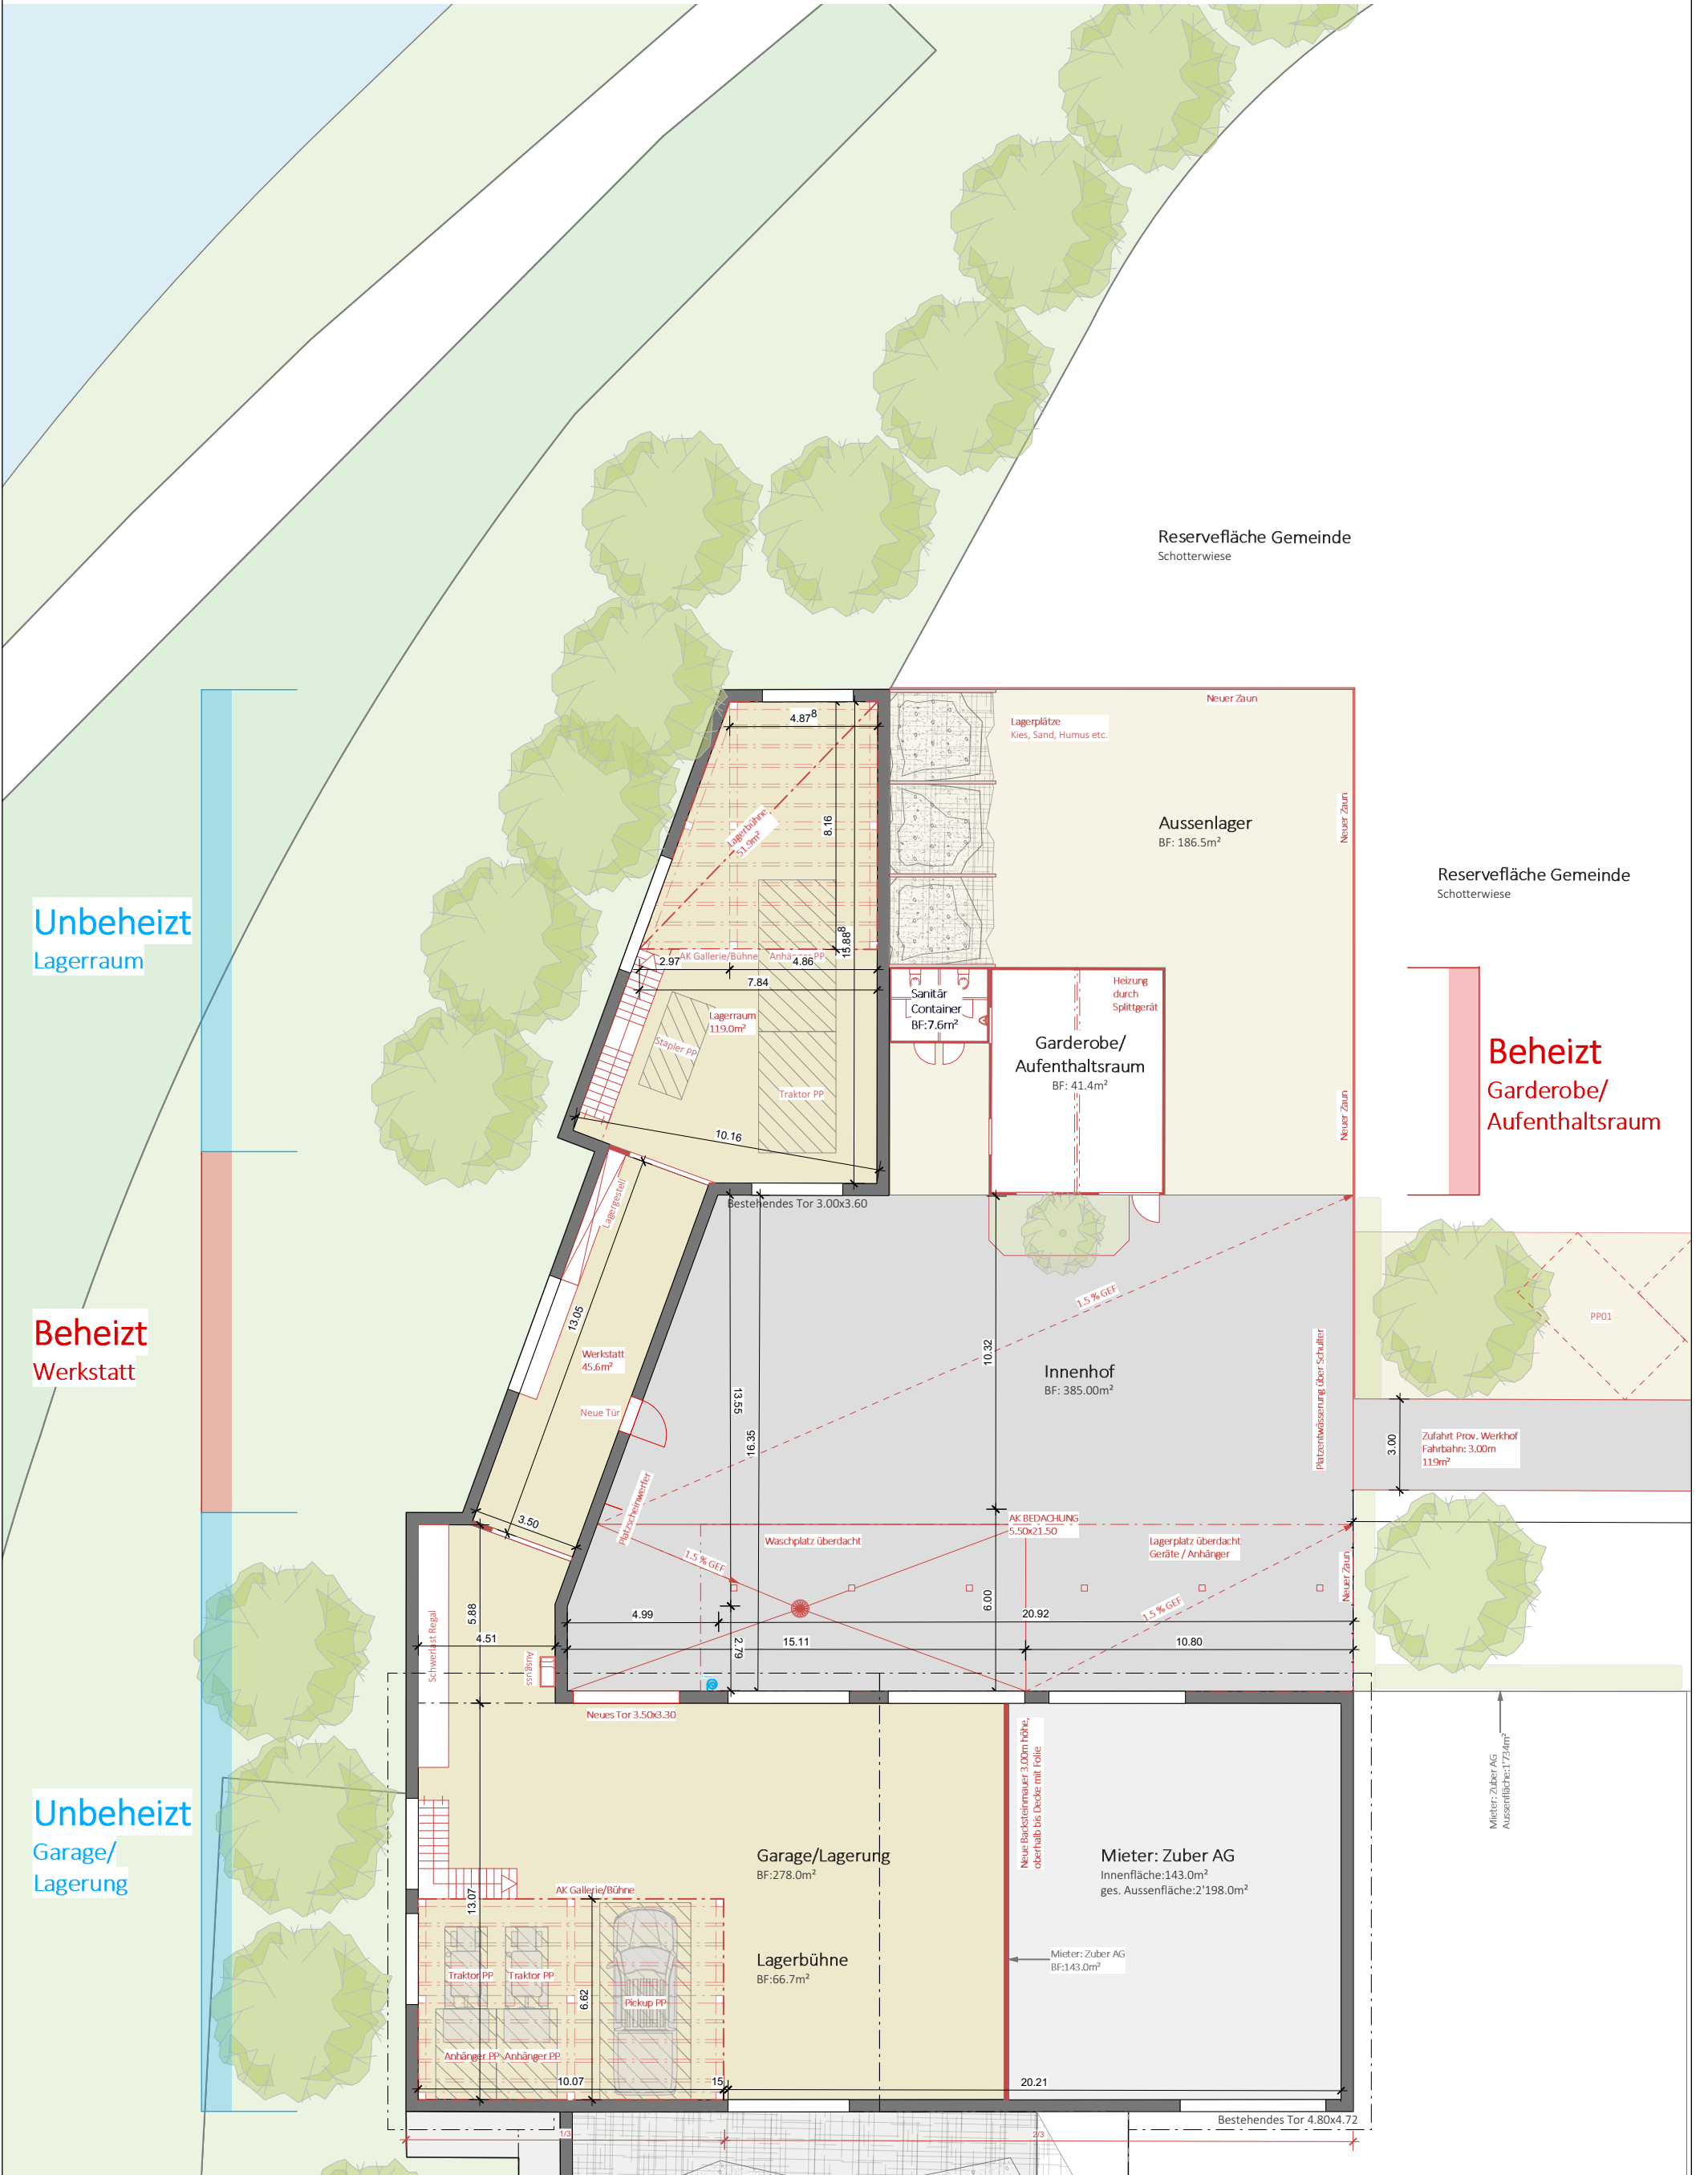 Reservefläche Gemeinde
Schotterwiese
Neuer Zaun
4.87⁸
Lagerplätze
Kies, Sand, Humus etc.
Neuer Zaun
Lagerbühne
51.9m²
8.16
Aussenlager
BF: 186.5m²
Reservefläche Gemeinde
Schotterwiese
Unbeheizt
Lagerraum
15.88⁸
AK Gallerie/Bühne
Anhänger PP
2.97
4.86
7.84
Sanitär
Container
BF:7.6m²
Heizung
durch
Splittgerät
Lagerraum
119.0m²
Stapler PP
Garderobe/
Aufenthaltsraum
BF: 41.4m²
Beheizt
Garderobe/
Aufenthaltsraum
Traktor PP
Neuer Zaun
10.16
Bestehendes Tor 3.00x3.60
Lagergestell
1.5 % GEF
PP01
13.05
Beheizt
Werkstatt
Werkstatt
45.6m²
10.32
Innenhof
BF: 385.00m²
Platzentwässerung über Schulter
Neue Tür
13.55
16.35
3.00
Zufahrt Prov. Werkhof
Fahrbahn: 3.00m
119m²
Platzscheinwerfer
3.50
AK BEDACHUNG
5.50x21.50
Waschplatz überdacht
Lagerplatz überdacht
Geräte / Anhänger
1.5 % GEF
Neuer Zaun
1.5 % GEF
5.88
6.00
4.99
20.92
4.51
2.79
15.11
10.80
Schwerlast Regal
Ausguss
Neues Tor 3.50x3.30
Neue Backsteinmauer 3.00m höhe,
oberhalb bis Decke mit Folie
Mieter: Zuber AG
Aussenfläche:1'734m²
Unbeheizt
Garage/
Lagerung
Garage/Lagerung
BF:278.0m²
Mieter: Zuber AG
Innenfläche:143.0m²
ges. Aussenfläche:2'198.0m²
AK Gallerie/Bühne
13.07
Lagerbühne
BF:66.7m²
Mieter: Zuber AG
BF:143.0m²
Traktor PP
Traktor PP
6.62
Pickup PP
Anhänger PP
Anhänger PP
10.07
15
20.21
Bestehendes Tor 4.80x4.72
1/3
2/3